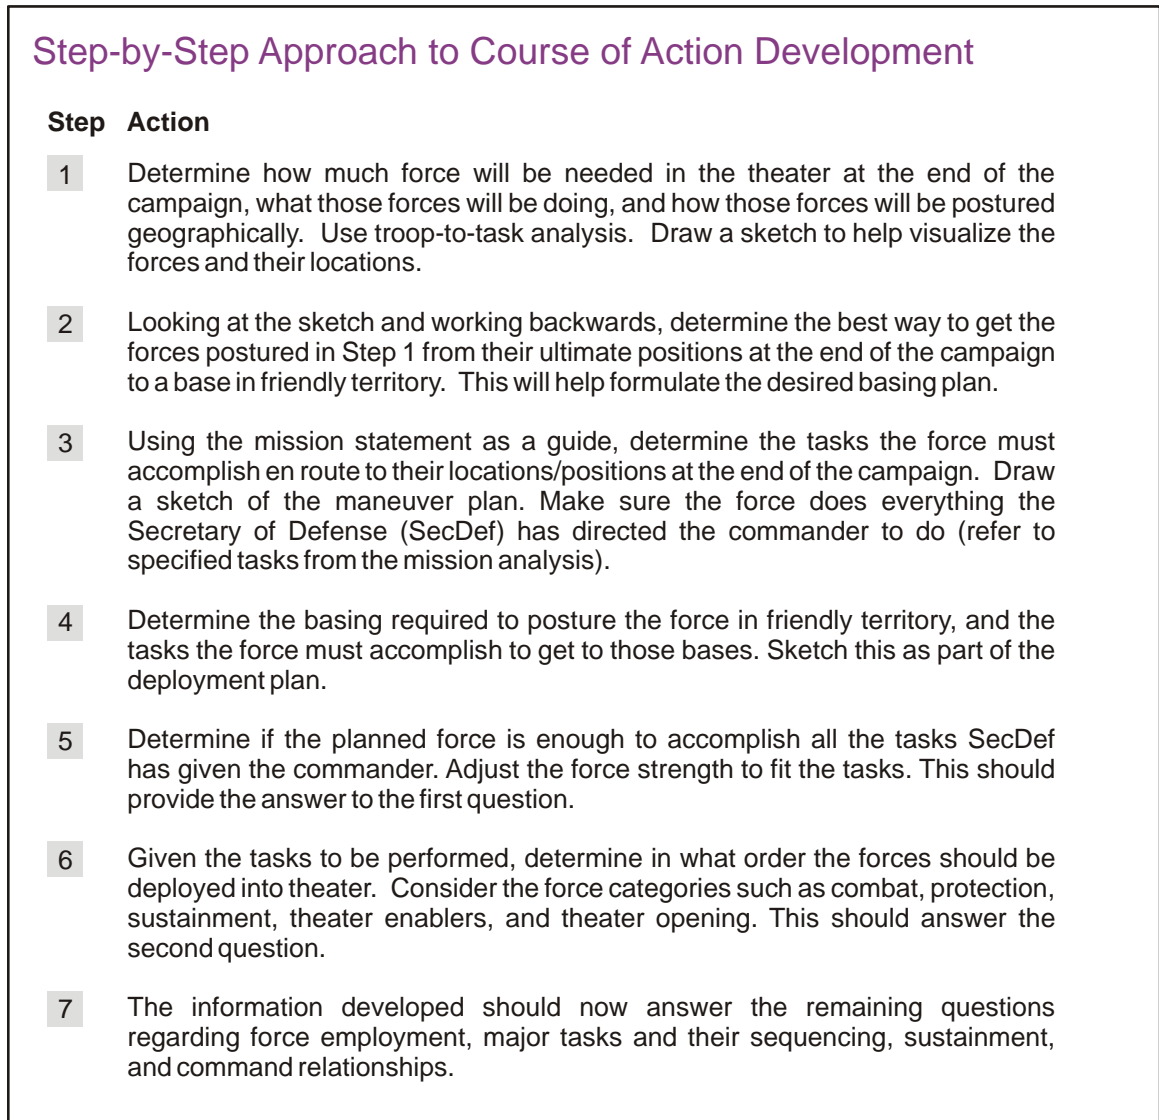 Step-by-Step Approach to Course of Action Development
Step Action
1 Determine how much force will be needed in the theater at the end of the
campaign, what those forces will be doing, and how those forces will be postured
geographically. Use troop-to-task analysis. Draw a sketch to help visualize the
forces and their locations.
2 Looking at the sketch and working backwards, determine the best way to get the
forces postured in Step 1 from their ultimate positions at the end of the campaign
to a base in friendly territory. This will help formulate the desired basing plan.
3 Using the mission statement as a guide, determine the tasks the force must
accomplish en route to their locations/positions at the end of the campaign. Draw
a sketch of the maneuver plan. Make sure the force does everything the
Secretary of Defense (SecDef) has directed the commander to do (refer to
specified tasks from the mission analysis).
4 Determine the basing required to posture the force in friendly territory, and the
tasks the force must accomplish to get to those bases. Sketch this as part of the
deployment plan.
5 Determine if the planned force is enough to accomplish all the tasks SecDef
has given the commander. Adjust the force strength to fit the tasks. This should
provide the answer to the first question.
6 Given the tasks to be performed, determine in what order the forces should be
deployed into theater. Consider the force categories such as combat, protection,
sustainment, theater enablers, and theater opening. This should answer the
second question.
7 The information developed should now answer the remaining questions
regarding force employment, major tasks and their sequencing, sustainment,
and command relationships.